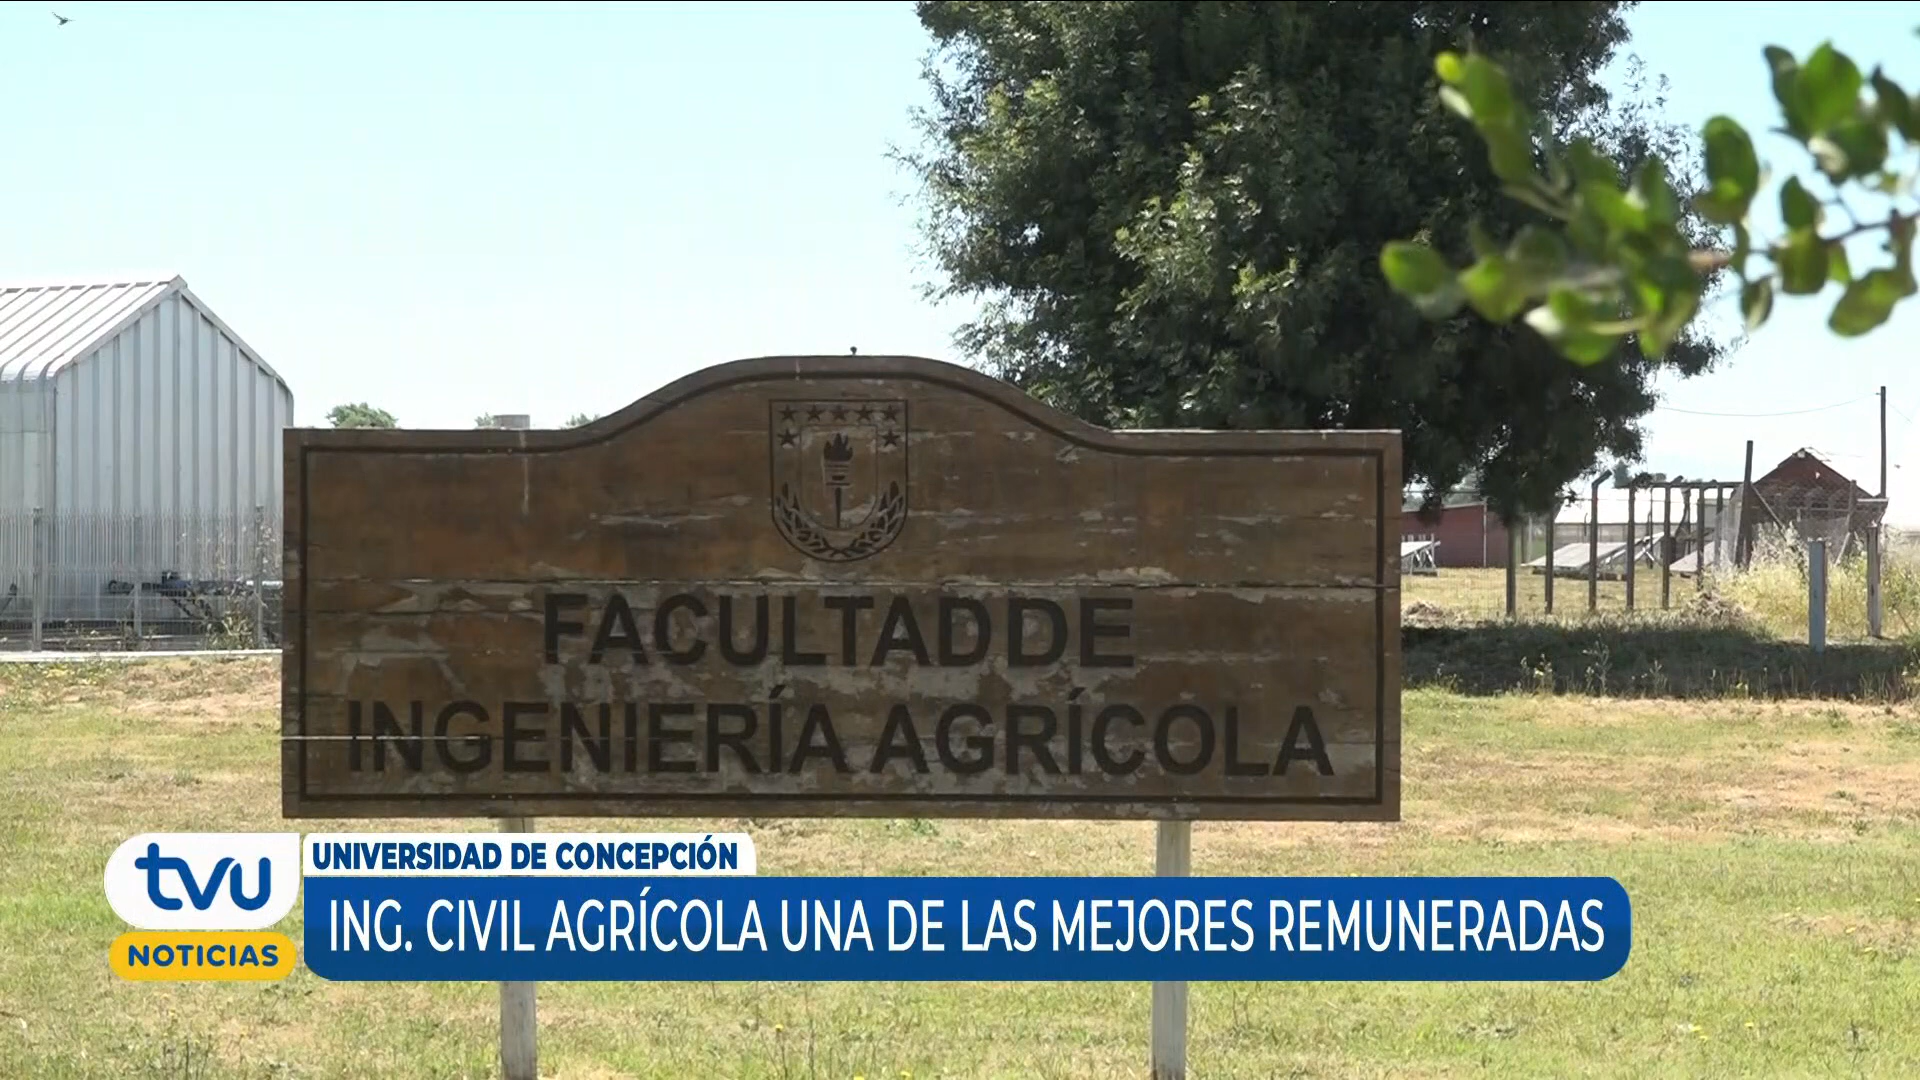 FACULTAD DE
INGENIERÍA AGRÍCOLA
tvu
NOTICIAS
UNIVERSIDAD DE CONCEPCIÓN
ING. CIVIL AGRÍCOLA UNA DE LAS MEJORES REMUNERADAS